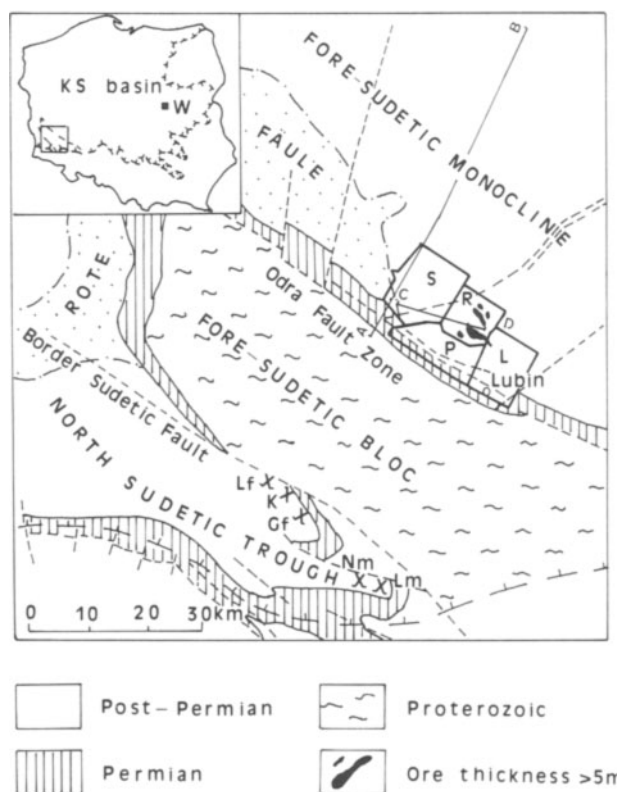 KS basin
W
FORE-SUDETIC MONOCLINIE
B
FAULE
ROTE
S
C
R
D
A
P
L
Lubin
Odra Fault Zone
FORE-SUDETIC BLOC
Border Sudetic Fault
NORTH SUDETIC TROUGH
Lf
K
Gf
Nm
Lm
0 10 20 30km
Post-Permian
Proterozoic
Permian
Ore thickness >5m